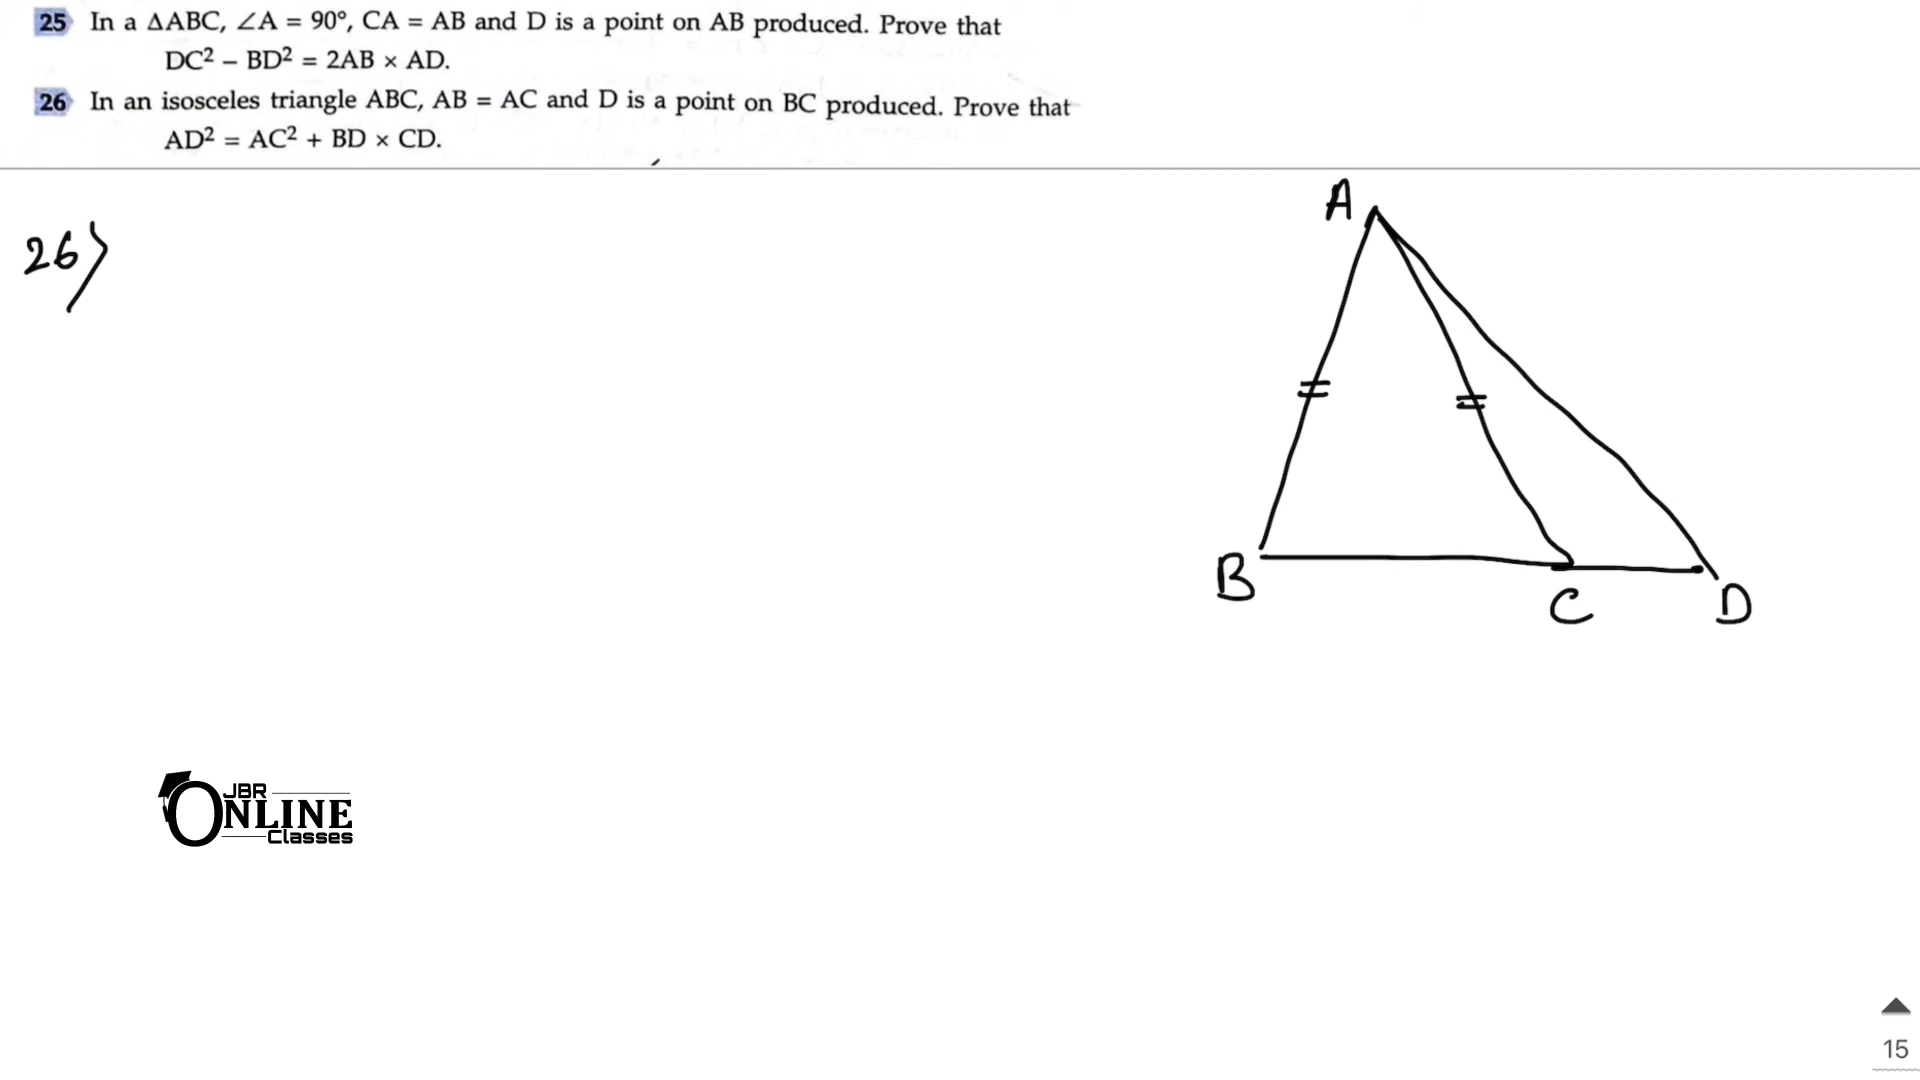 25 In a ΔABC, ∠A = 90°, CA = AB and D is a point on AB produced. Prove that
DC² – BD² = 2AB × AD.
26 In an isosceles triangle ABC, AB = AC and D is a point on BC produced. Prove that
AD² = AC² + BD × CD.
26)
A
B
C
D
JBR
ONLINE
Classes
15